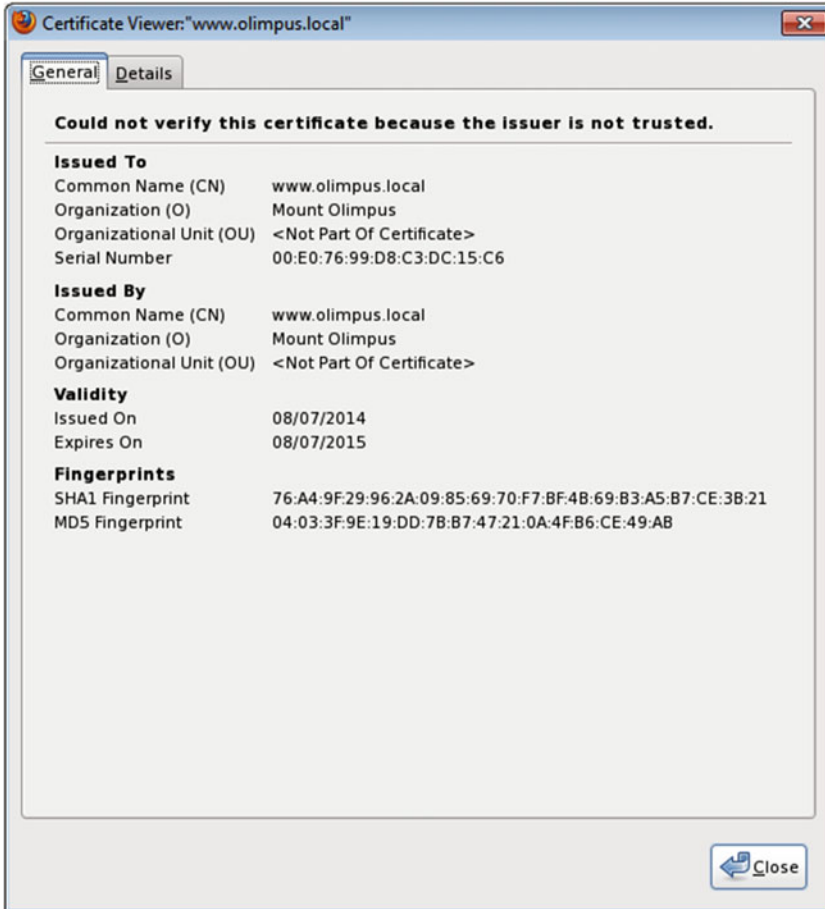 Certificate Viewer:"www.olimpus.local"
General Details
Could not verify this certificate because the issuer is not trusted.
Issued To
Common Name (CN) www.olimpus.local
Organization (O) Mount Olimpus
Organizational Unit (OU) <Not Part Of Certificate>
Serial Number 00:E0:76:99:D8:C3:DC:15:C6
Issued By
Common Name (CN) www.olimpus.local
Organization (O) Mount Olimpus
Organizational Unit (OU) <Not Part Of Certificate>
Validity
Issued On 08/07/2014
Expires On 08/07/2015
Fingerprints
SHA1 Fingerprint 76:A4:9F:29:96:2A:09:85:69:70:F7:BF:4B:69:B3:A5:B7:CE:3B:21
MD5 Fingerprint 04:03:3F:9E:19:DD:7B:B7:47:21:0A:4F:B6:CE:49:AB
Close